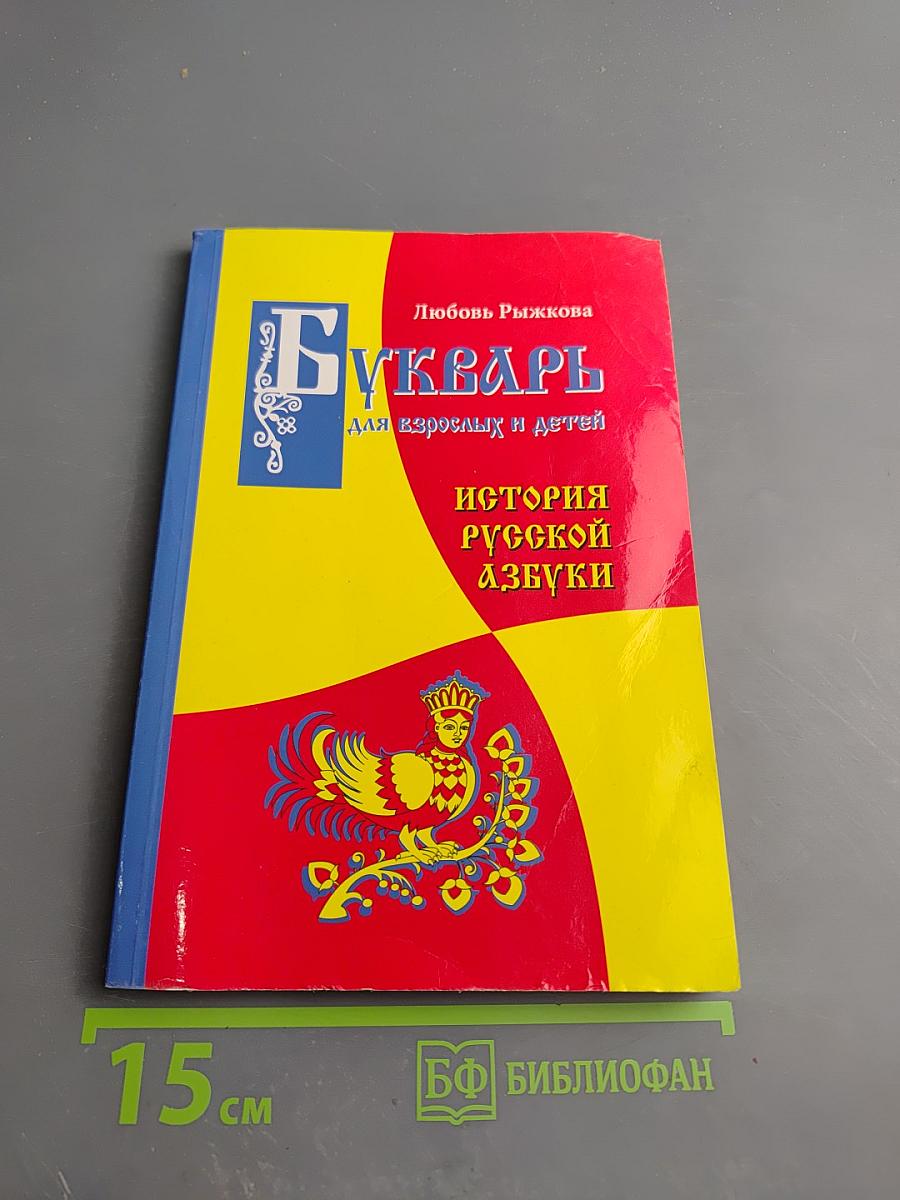 Любовь Рыжкова
Букварь
для взрослых и детей
ИСТОРИЯ
РУССКОЙ
АЗБУКИ
15 см
БФ БИБЛИОФАН